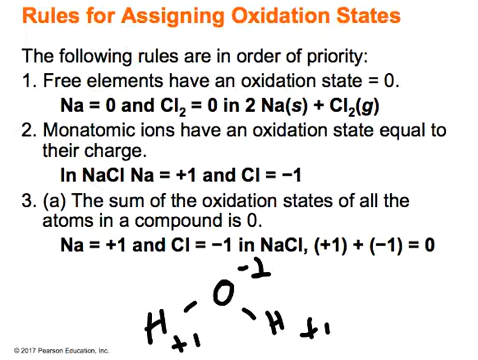 Rules for Assigning Oxidation States
The following rules are in order of priority:
1. Free elements have an oxidation state = 0.
Na = 0 and Cl₂ = 0 in 2 Na(s) + Cl₂(g)
2. Monatomic ions have an oxidation state equal to
their charge.
In NaCl Na = +1 and Cl = −1
3. (a) The sum of the oxidation states of all the
atoms in a compound is 0.
Na = +1 and Cl = −1 in NaCl, (+1) + (−1) = 0
O -2
H +1 H +1
© 2017 Pearson Education, Inc.